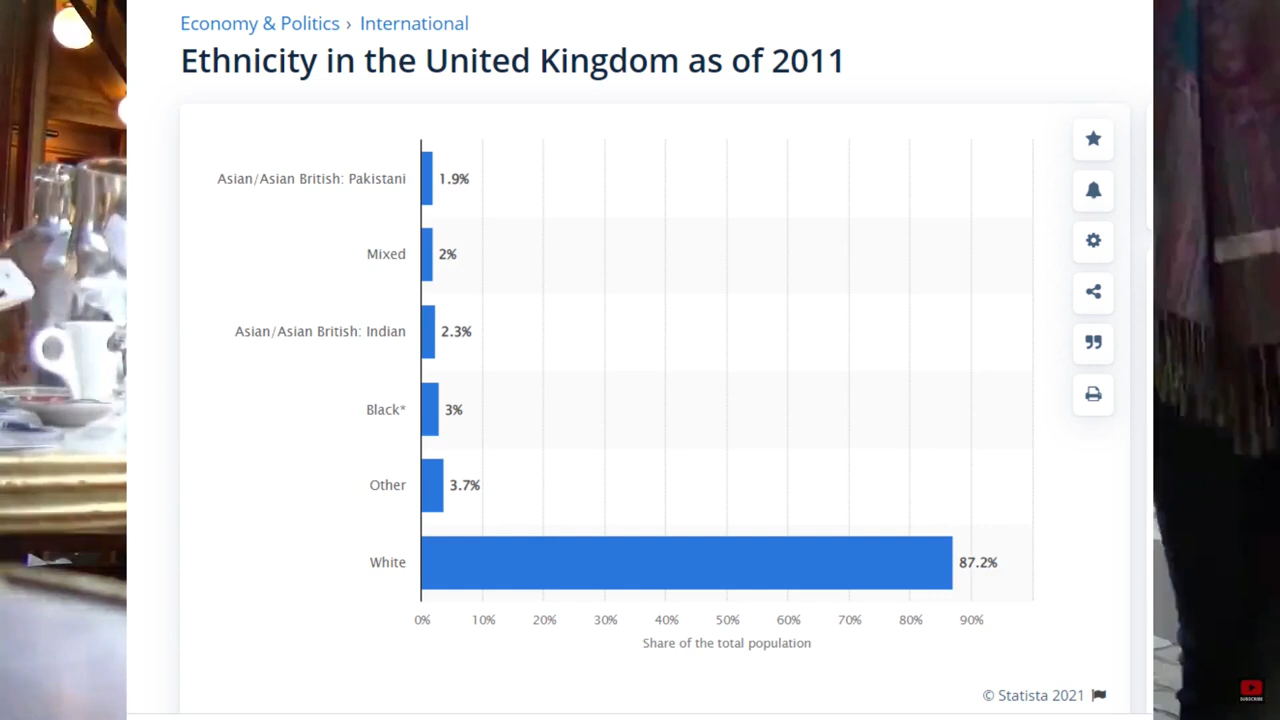 Economy & Politics › International
Ethnicity in the United Kingdom as of 2011
Asian/Asian British: Pakistani 1.9%
Mixed 2%
Asian/Asian British: Indian 2.3%
Black* 3%
Other 3.7%
White 87.2%
0% 10% 20% 30% 40% 50% 60% 70% 80% 90%
Share of the total population
© Statista 2021
SUBSCRIBE